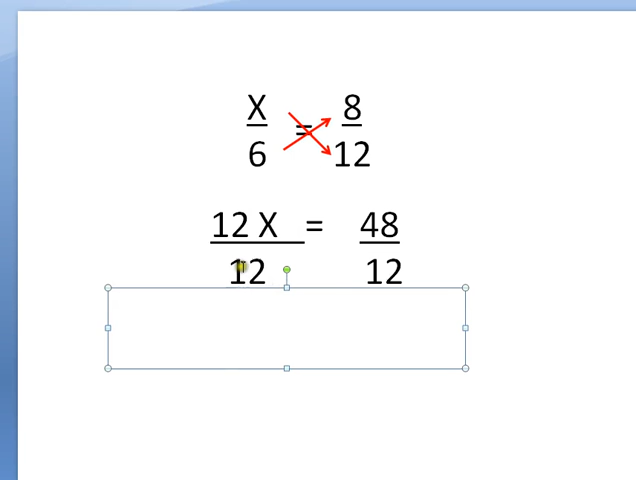 X = 8
6 12
12 X = 48
12 12